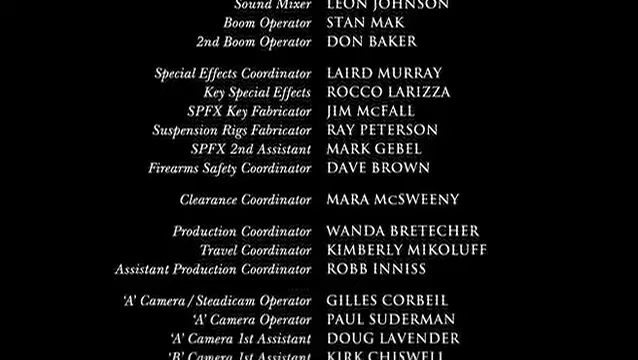 Sound Mixer LEON JOHNSON
Boom Operator STAN MAK
2nd Boom Operator DON BAKER
Special Effects Coordinator LAIRD MURRAY
Key Special Effects ROCCO LARIZZA
SPFX Key Fabricator JIM McFALL
Suspension Rigs Fabricator RAY PETERSON
SPFX 2nd Assistant MARK GEBEL
Firearms Safety Coordinator DAVE BROWN
Clearance Coordinator MARA McSWEENY
Production Coordinator WANDA BRETECHER
Travel Coordinator KIMBERLY MIKOLUFF
Assistant Production Coordinator ROBB INNISS
‘A’ Camera / Steadicam Operator GILLES CORBEIL
‘A’ Camera Operator PAUL SUDERMAN
‘A’ Camera 1st Assistant DOUG LAVENDER
‘B’ Camera 1st Assistant KIRK CHISWELL